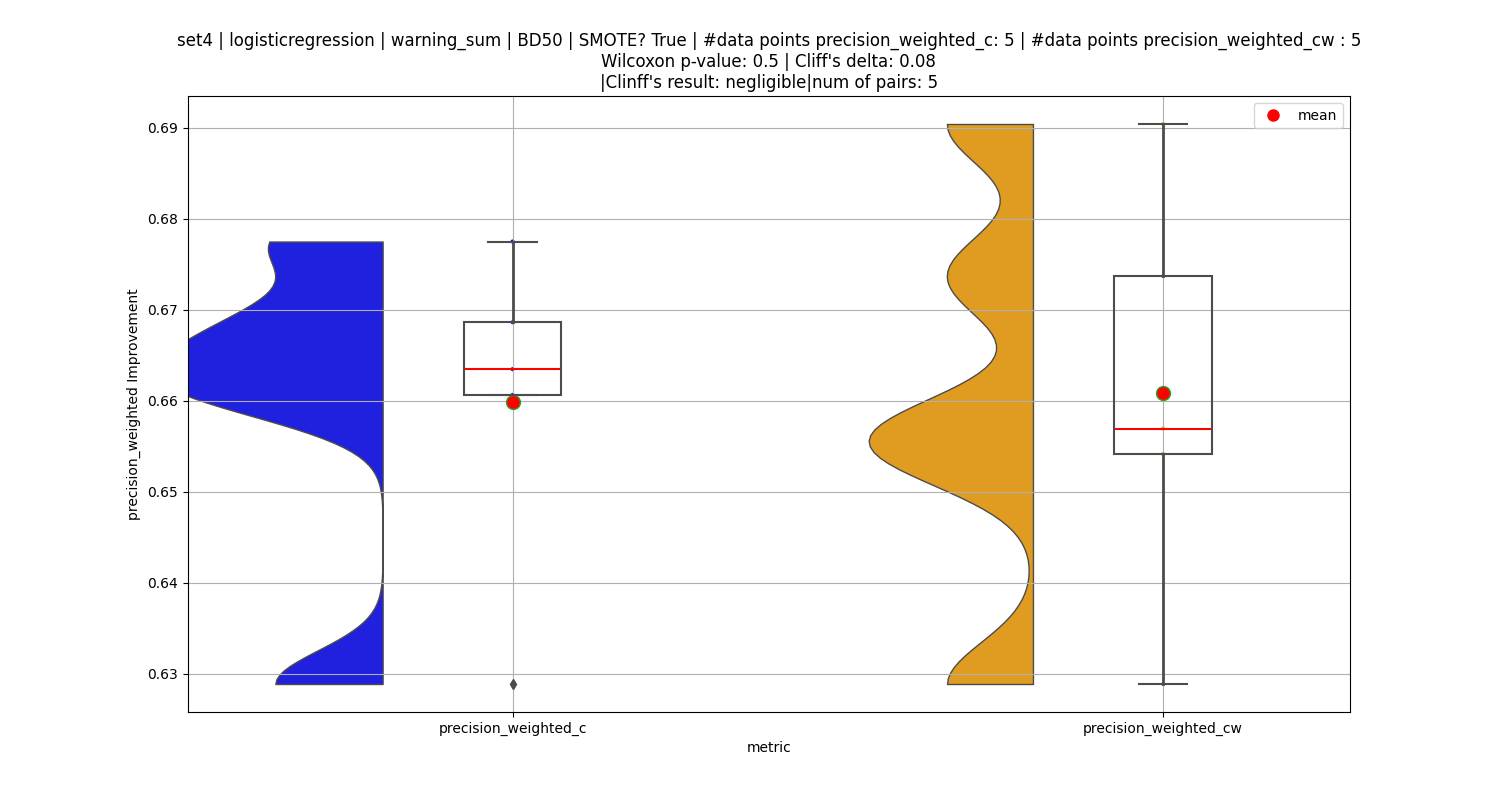 set4 | logisticregression | warning_sum | BD50 | SMOTE? True | #data points precision_weighted_c: 5 | #data points precision_weighted_cw : 5
Wilcoxon p-value: 0.5 | Cliff's delta: 0.08
|Clinff's result: negligible|num of pairs: 5
mean
0.69
0.68
0.67
0.66
0.65
0.64
0.63
precision_weighted Improvement
precision_weighted_c
precision_weighted_cw
metric